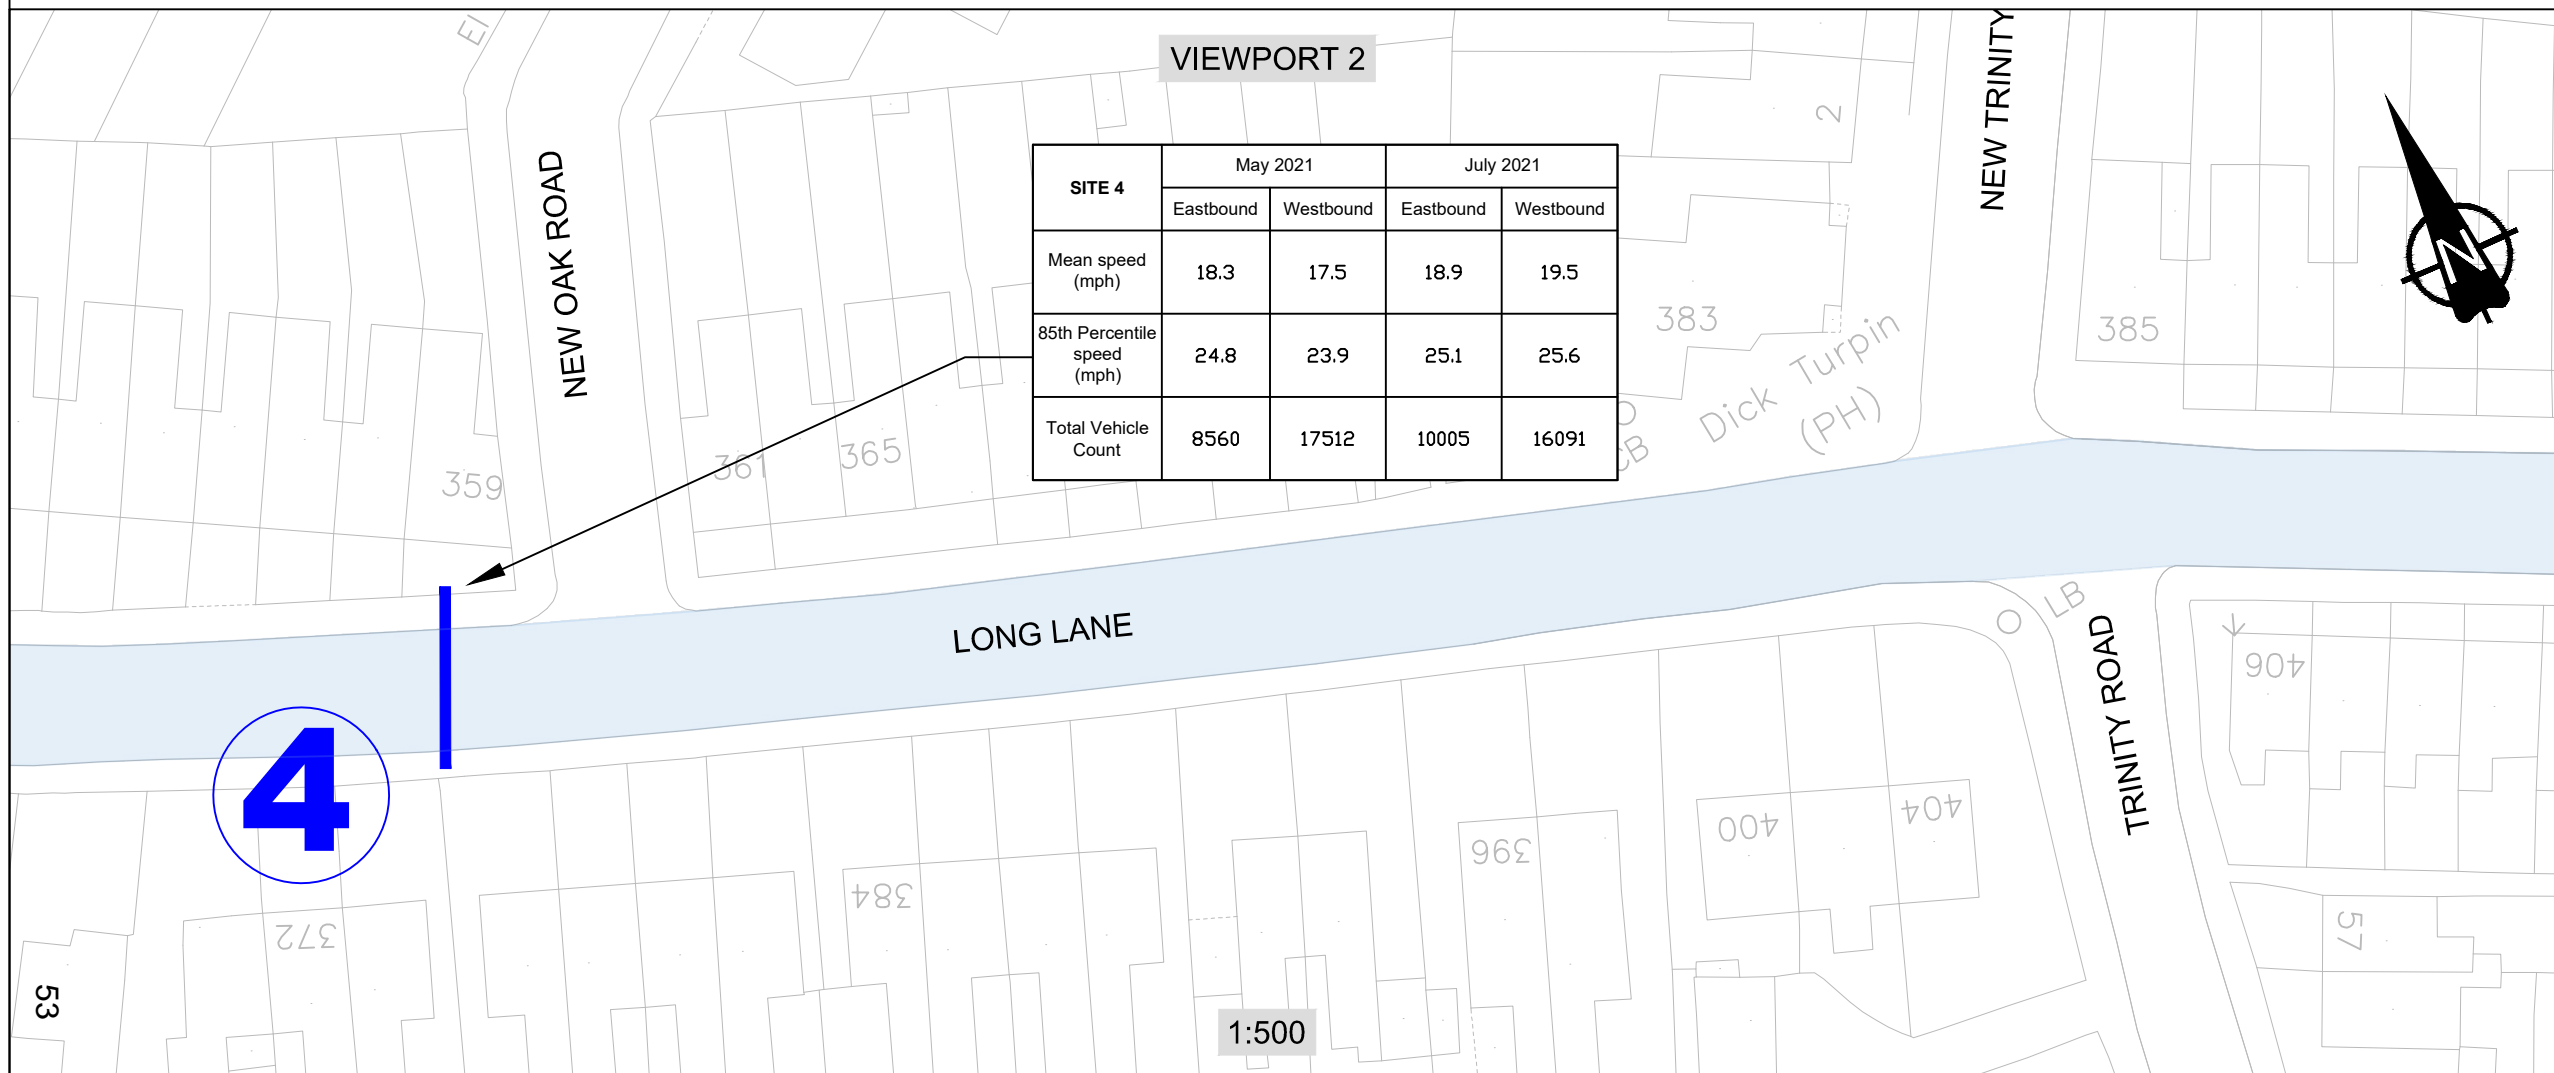 EI
VIEWPORT 2
NEW TRINITY
NEW OAK ROAD
2
SITE 4
May 2021
July 2021
Eastbound
Westbound
Eastbound
Westbound
Mean speed
(mph)
18.3
17.5
18.9
19.5
85th Percentile
speed
(mph)
24.8
23.9
25.1
25.6
Total Vehicle
Count
8560
17512
10005
16091
N
383
385
Dick Turpin
(PH)
CB
359
361
365
LONG LANE
LB
TRINITY ROAD
406
4
400
404
396
384
372
57
53
1:500